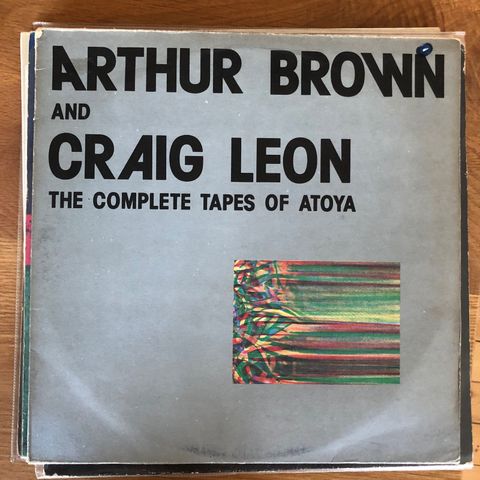 ARTHUR BROWN
AND
CRAIG LEON
THE COMPLETE TAPES OF ATOYA